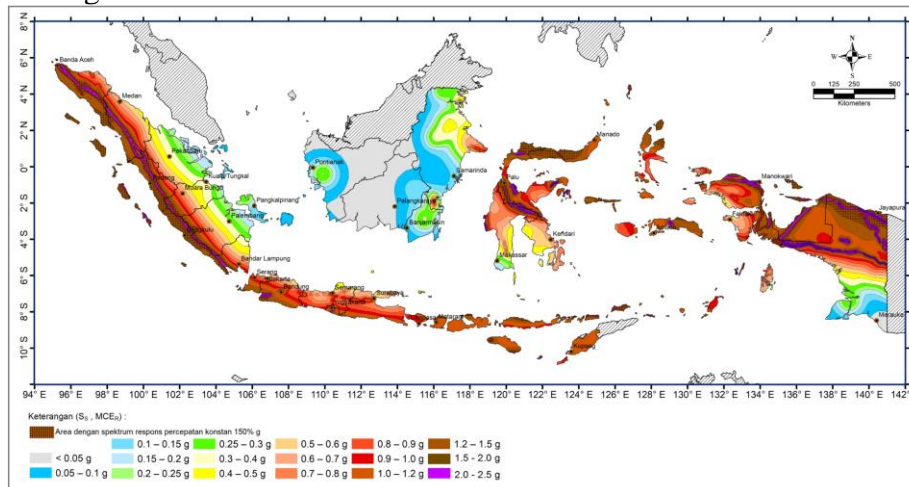 8° N
6° N
4° N
2° N
0°
2° S
4° S
6° S
8° S
10° S
94° E
96° E
98° E
100° E
102° E
104° E
106° E
108° E
110° E
112° E
114° E
116° E
118° E
120° E
122° E
124° E
126° E
128° E
130° E
132° E
134° E
136° E
138° E
140° E
142° E
N
W E
S
0 125 250 500
Kilometers
Banda Aceh
Medan
Pekanbaru
Kuala Tungkal
Muara Bungo
Pangkalpinang
Palembang
Bengkulu
Bandar Lampung
Serang
Jakarta
Bandung
Semarang
Surabaya
Mataram
Kupang
Pontianak
Palangkaraya
Banjarmasin
Samarinda
Palu
Manado
Makassar
Kendari
Manokwari
Jayapura
Merauke
Keterangan (Sₛ , MCEᴿ) :
Area dengan spektrum respons percepatan konstan 150% g
< 0.05 g
0.05 – 0.1 g
0.1 – 0.15 g
0.15 – 0.2 g
0.2 – 0.25 g
0.25 – 0.3 g
0.3 – 0.4 g
0.4 – 0.5 g
0.5 – 0.6 g
0.6 – 0.7 g
0.7 – 0.8 g
0.8 – 0.9 g
0.9 – 1.0 g
1.0 – 1.2 g
1.2 – 1.5 g
1.5 - 2.0 g
2.0 - 2.5 g